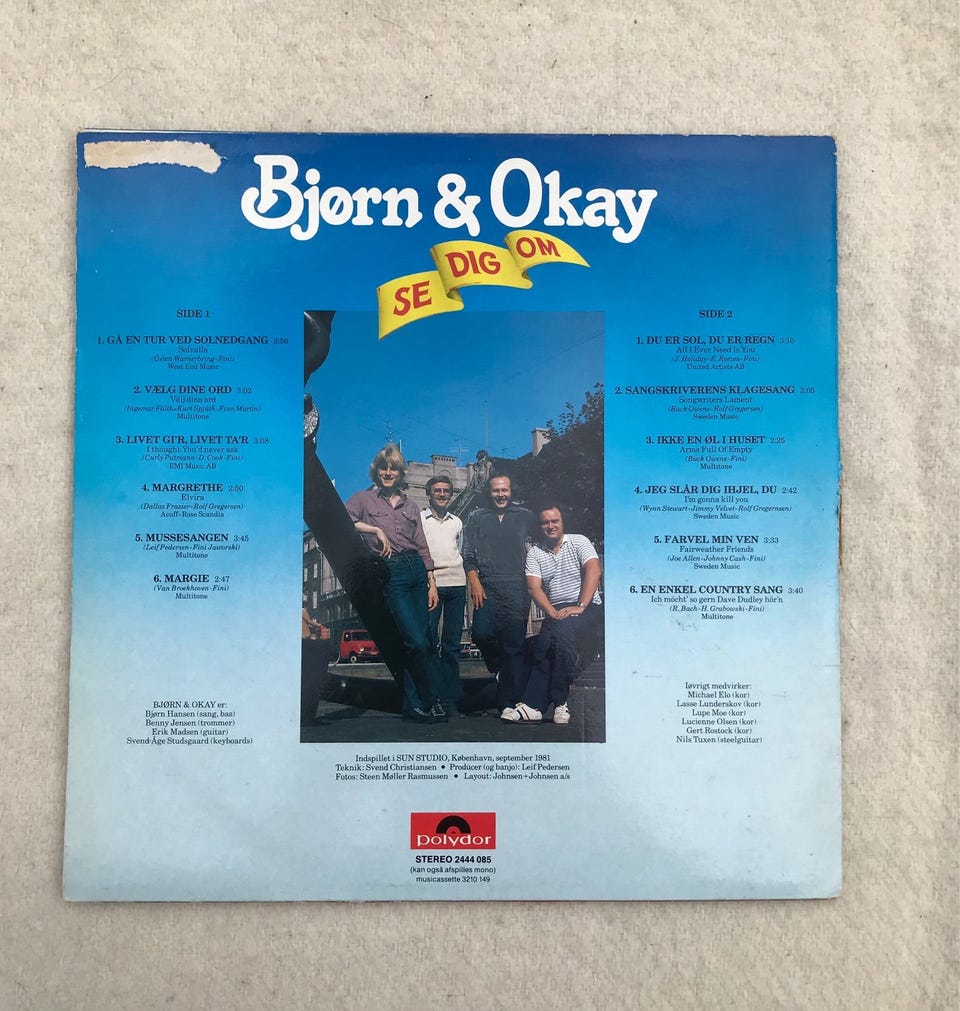 Bjørn & Okay
SE DIG OM
SIDE 1
1. GÅ EN TUR VED SOLNEDGANG 2:50
Solvalla
(Östen Warnerbring-Fini)
West End Music
2. VÆLG DINE ORD 3:02
Välj dina ord
(Ingemar Fälth-Kurt Spjuth-Finn Martin)
Multitone
3. LIVET GI'R, LIVET TA'R 3:08
I thought You'd never ask
(Curly Putmann-D. Cook-Fini)
EMI Music AB
4. MARGRETHE 2:50
Elvira
(Dallas Frazier-Rolf Gregersen)
Acuff-Rose Scandia
5. MUSSESANGEN 3:45
(Leif Pedersen-Fini Jaworski)
Multitone
6. MARGIE 2:47
(Van Broekhoven-Fini)
Multitone
BJØRN & OKAY er:
Bjørn Hansen (sang, bas)
Benny Jensen (trommer)
Erik Madsen (guitar)
Svend-Åge Studsgaard (keyboards)
SIDE 2
1. DU ER SOL, DU ER REGN 3:10
All I Ever Need Is You
(J. Holiday-E. Reeves-Fini)
United Artists AB
2. SANGSKRIVERENS KLAGESANG 3:05
Songwriters Lament
(Buck Owens-Rolf Gregersen)
Sweden Music
3. IKKE EN ØL I HUSET 2:25
Arms Full Of Empty
(Buck Owens-Fini)
Multitone
4. JEG SLÅR DIG IHJEL, DU 2:42
I'm gonna kill you
(Wynn Stewart-Jimmy Velvet-Rolf Gregernsen)
Sweden Music
5. FARVEL MIN VEN 3:33
Fairweather Friends
(Joe Allen-Johnny Cash-Fini)
Sweden Music
6. EN ENKEL COUNTRY SANG 3:40
Ich möcht' so gern Dave Dudley hör'n
(R. Bach-H. Grabowski-Fini)
Multitone
Iøvrigt medvirker:
Michael Elo (kor)
Lasse Lunderskov (kor)
Lupe Moe (kor)
Lucienne Olsen (kor)
Gert Rostock (kor)
Nils Tuxen (steelguitar)
Indspillet i SUN STUDIO, København, september 1981
Teknik: Svend Christiansen • Producer (og banjo): Leif Pedersen
Fotos: Steen Møller Rasmussen • Layout: Johnsen+Johnsen a/s
polydor
STEREO 2444 085
(kan også afspilles mono)
musicassette 3210 149